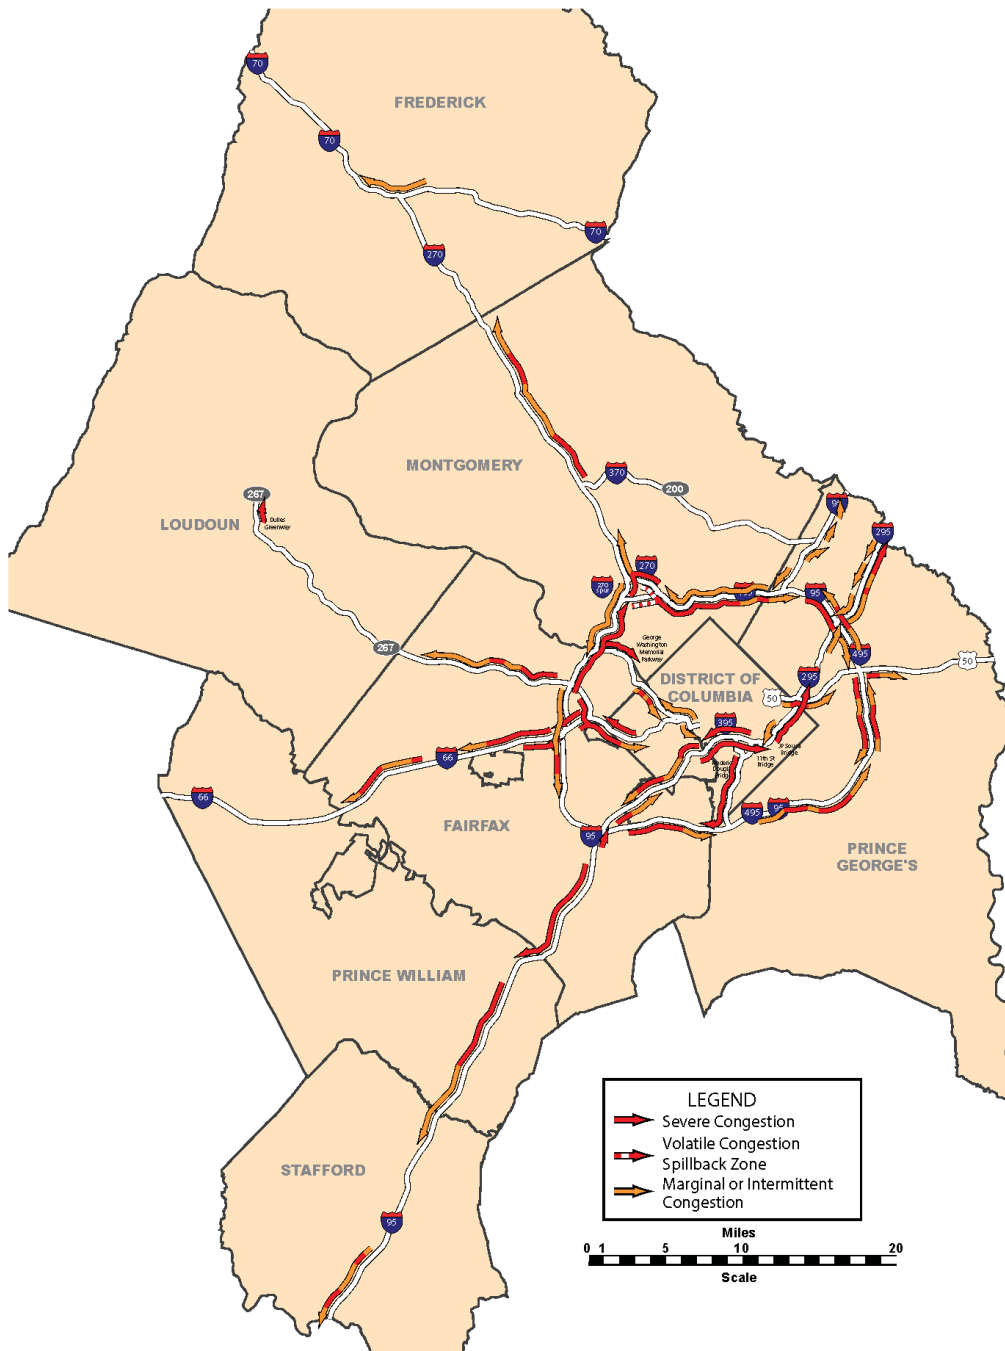 70
FREDERICK
70
70
270
MONTGOMERY
370
200
267
LOUDOUN
Dulles
Greenway
95
295
270
270
spur
95
George
Washington
Memorial
Parkway
495
267
DISTRICT OF
COLUMBIA
295
50
50
395
66
JP Sousa
Bridge
11th St
Bridge
66
FAIRFAX
495
95
95
PRINCE
GEORGE'S
PRINCE WILLIAM
STAFFORD
95
LEGEND
Severe Congestion
Volatile Congestion
Spillback Zone
Marginal or Intermittent
Congestion
Miles
0 1 5 10 20
Scale